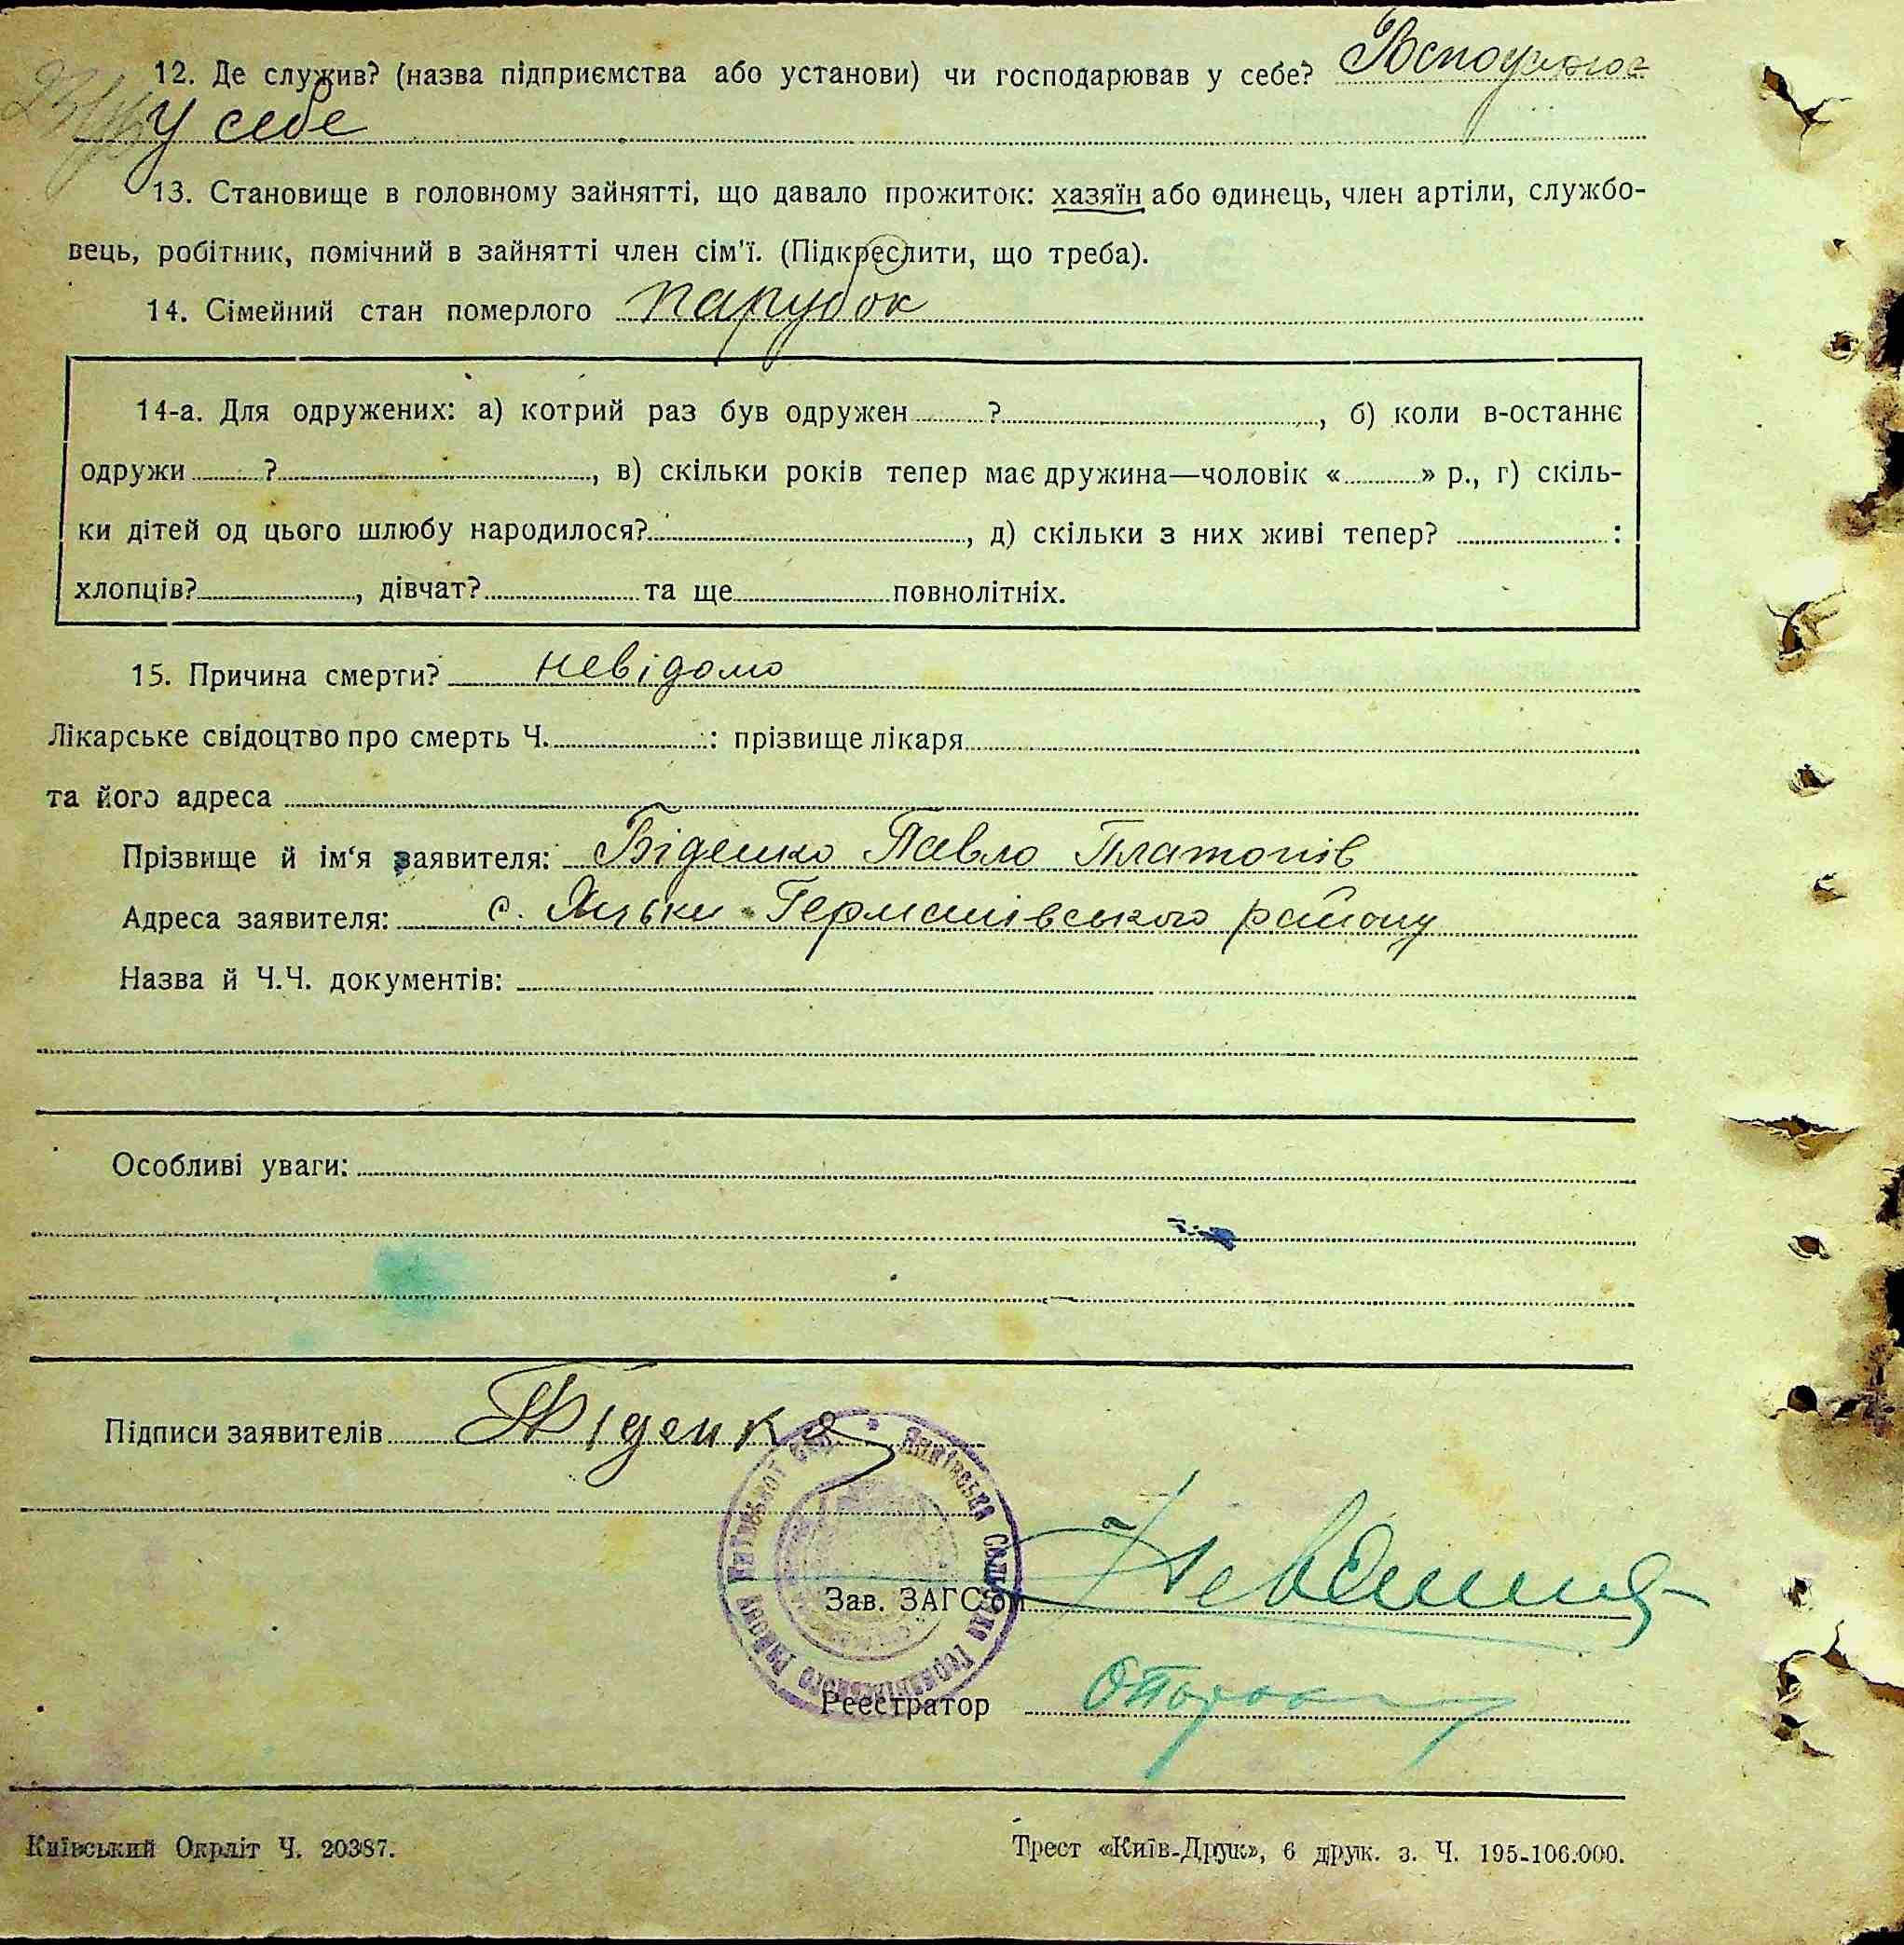 12. Де служив? (назва підприємства або установи) чи господарював у себе?
у себе
13. Становище в головному зайнятті, що давало прожиток: хазяїн або одинець, член артіли, службо-
вець, робітник, помічний в зайнятті член сім'ї. (Підкреслити, що треба).
14. Сімейний стан померлого парубок
14-а. Для одружених: а) котрий раз був одружен ? , б) коли в-останнє
одружи ? , в) скільки років тепер має дружина—чоловік « » р., г) скіль-
ки дітей од цього шлюбу народилося? , д) скільки з них живі тепер? :
хлопців? , дівчат? та ще повнолітніх.
15. Причина смерти? невідомо
Лікарське свідоцтво про смерть Ч. : прізвище лікаря
та його адреса
Прізвище й ім'я заявителя: Біденко Павло Платонів
Адреса заявителя: с. Германівського району
Назва й Ч.Ч. документів:
Особливі уваги:
Підписи заявителів Біденко
Зав. ЗАГСом
Реєстратор
Київський Окрліт Ч. 20387.
Трест «Київ-Друк», 6 друк. з. Ч. 195-106.000.